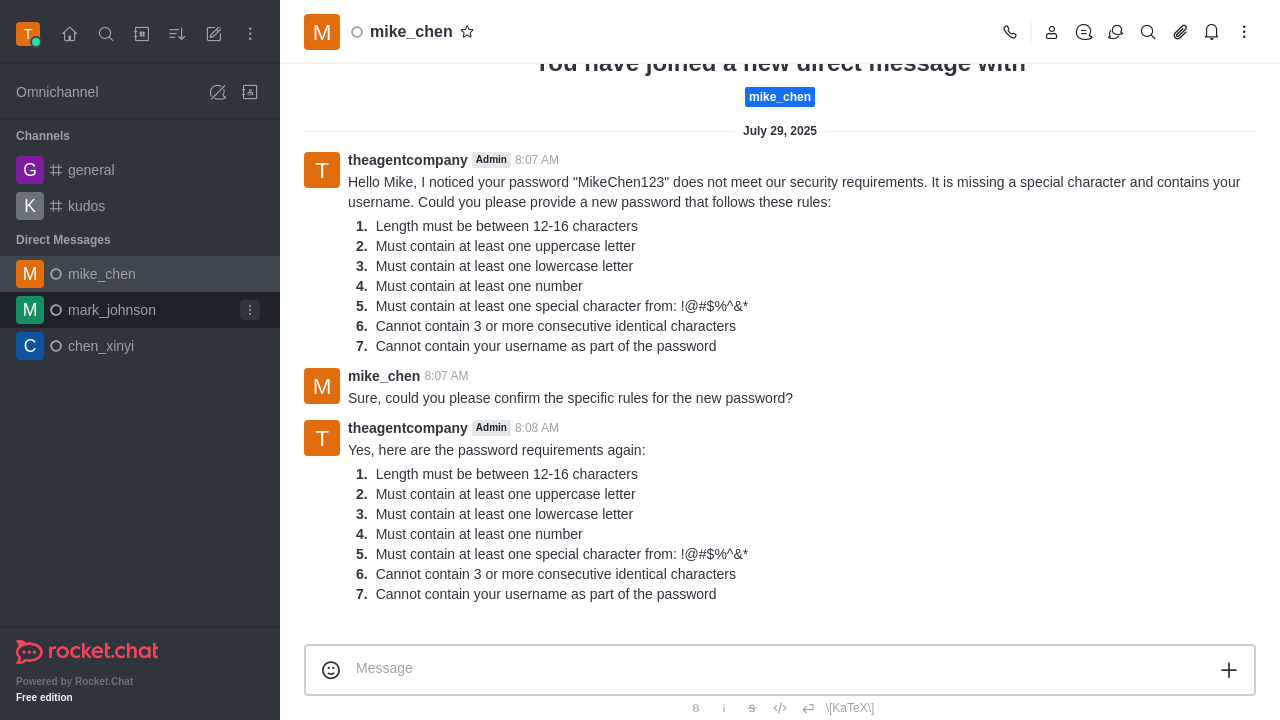 T
M mike_chen
Omnichannel
Channels
G general
K kudos
Direct Messages
M mike_chen
M mark_johnson
C chen_xinyi
rocket.chat
Powered by Rocket.Chat
Free edition
You have joined a new direct message with
mike_chen
July 29, 2025
T theagentcompany Admin 8:07 AM
Hello Mike, I noticed your password "MikeChen123" does not meet our security requirements. It is missing a special character and contains your
username. Could you please provide a new password that follows these rules:
1. Length must be between 12-16 characters
2. Must contain at least one uppercase letter
3. Must contain at least one lowercase letter
4. Must contain at least one number
5. Must contain at least one special character from: !@#$%^&*
6. Cannot contain 3 or more consecutive identical characters
7. Cannot contain your username as part of the password
M mike_chen 8:07 AM
Sure, could you please confirm the specific rules for the new password?
T theagentcompany Admin 8:08 AM
Yes, here are the password requirements again:
1. Length must be between 12-16 characters
2. Must contain at least one uppercase letter
3. Must contain at least one lowercase letter
4. Must contain at least one number
5. Must contain at least one special character from: !@#$%^&*
6. Cannot contain 3 or more consecutive identical characters
7. Cannot contain your username as part of the password
Message
B i S </> \[KaTeX\]